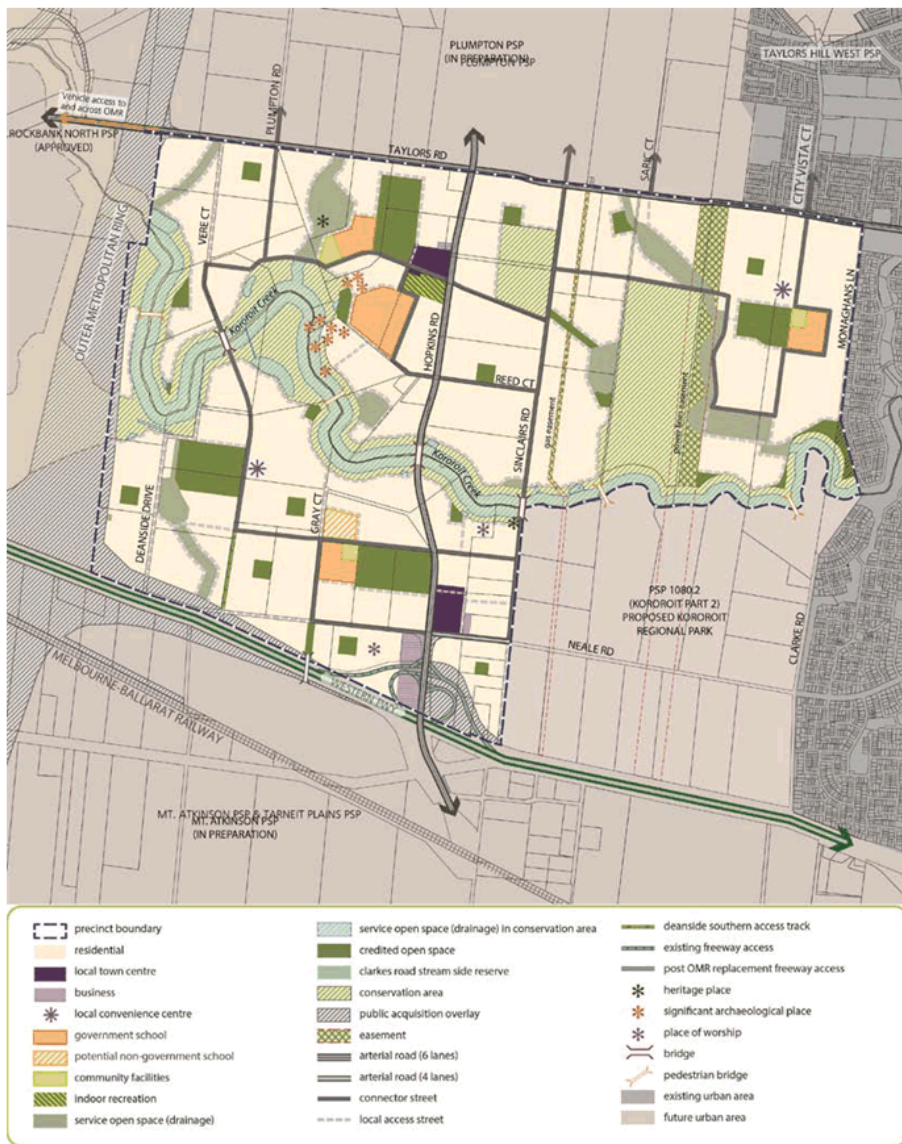 PLUMPTON PSP
(IN PREPARATION)
PLUMPTON PSP
TAYLORS HILL WEST PSP
Vehicle access to
and across OMR
ROCKBANK NORTH PSP
(APPROVED)
PLUMPTON RD
TAYLORS RD
SARIC CT
CITY VISTA CT
OUTER METROPOLITAN RING
VERE CT
Kororoit Creek
HOPKINS RD
REED CT
SINCLAIRS RD
gas easement
power lines easement
MONAGHANS LN
Kororoit Creek
DEANSIDE DRIVE
GRAY CT
PSP 1080.2
(KOROROIT PART 2)
PROPOSED KOROROIT
REGIONAL PARK
NEALE RD
CLARKE RD
WESTERN FWY
MELBOURNE-BALLARAT RAILWAY
MT. ATKINSON PSP & TARNEIT PLAINS PSP
MT. ATKINSON PSP
(IN PREPARATION)
precinct boundary
residential
local town centre
business
local convenience centre
government school
potential non-government school
community facilities
indoor recreation
service open space (drainage)
service open space (drainage) in conservation area
credited open space
clarkes road stream side reserve
conservation area
public acquisition overlay
easement
arterial road (6 lanes)
arterial road (4 lanes)
connector street
local access street
deanside southern access track
existing freeway access
post OMR replacement freeway access
heritage place
significant archaeological place
place of worship
bridge
pedestrian bridge
existing urban area
future urban area